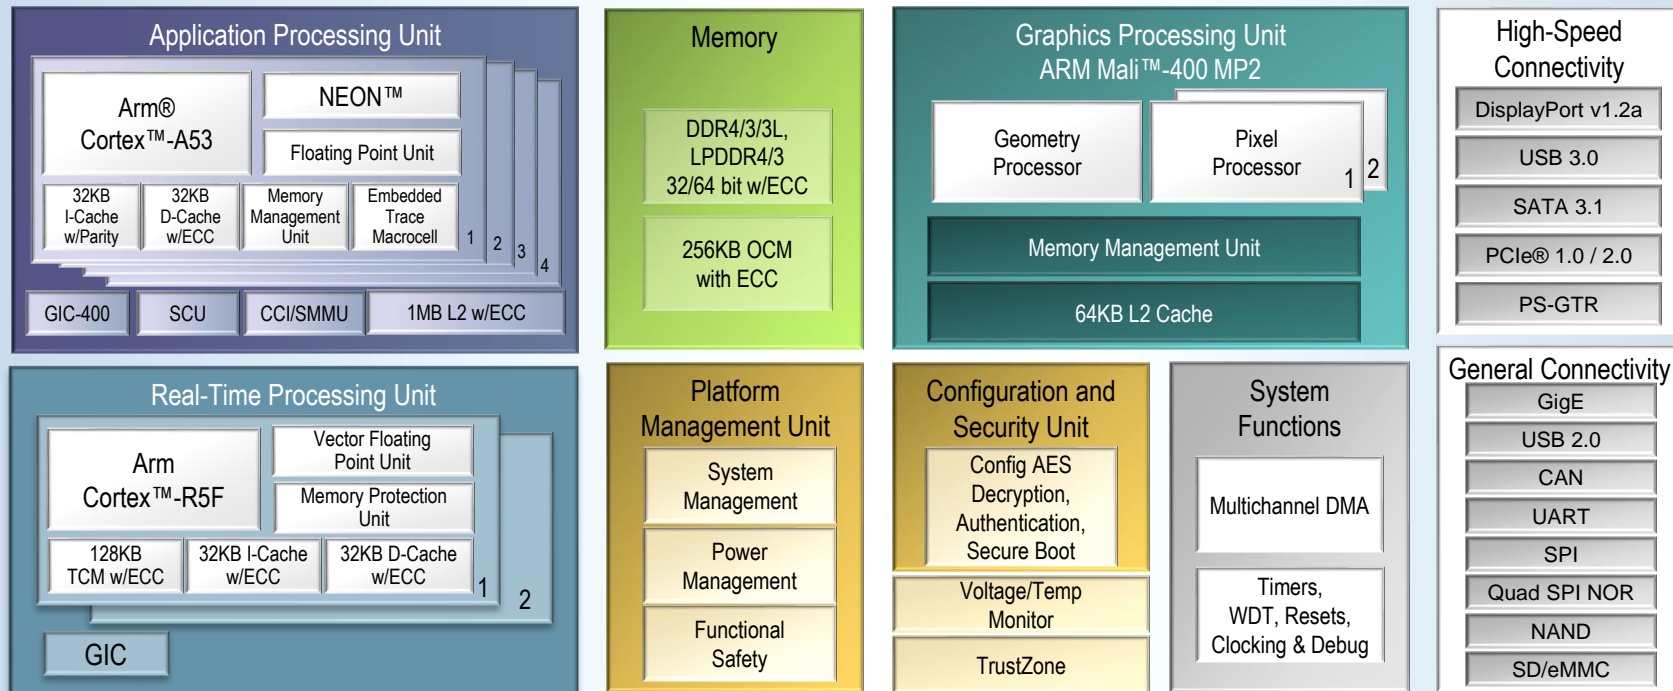 Application Processing Unit
Arm®
Cortex™-A53
NEON™
Floating Point Unit
32KB
I-Cache
w/Parity
32KB
D-Cache
w/ECC
Memory
Management
Unit
Embedded
Trace
Macrocell
1
2
3
4
GIC-400
SCU
CCI/SMMU
1MB L2 w/ECC
Memory
DDR4/3/3L,
LPDDR4/3
32/64 bit w/ECC
256KB OCM
with ECC
Graphics Processing Unit
ARM Mali™-400 MP2
Geometry
Processor
Pixel
Processor
1
2
Memory Management Unit
64KB L2 Cache
High-Speed
Connectivity
DisplayPort v1.2a
USB 3.0
SATA 3.1
PCIe® 1.0 / 2.0
PS-GTR
Real-Time Processing Unit
Arm
Cortex™-R5F
Vector Floating
Point Unit
Memory Protection
Unit
128KB
TCM w/ECC
32KB I-Cache
w/ECC
32KB D-Cache
w/ECC
1
2
GIC
Platform
Management Unit
System
Management
Power
Management
Functional
Safety
Configuration and
Security Unit
Config AES
Decryption,
Authentication,
Secure Boot
Voltage/Temp
Monitor
TrustZone
System
Functions
Multichannel DMA
Timers,
WDT, Resets,
Clocking & Debug
General Connectivity
GigE
USB 2.0
CAN
UART
SPI
Quad SPI NOR
NAND
SD/eMMC